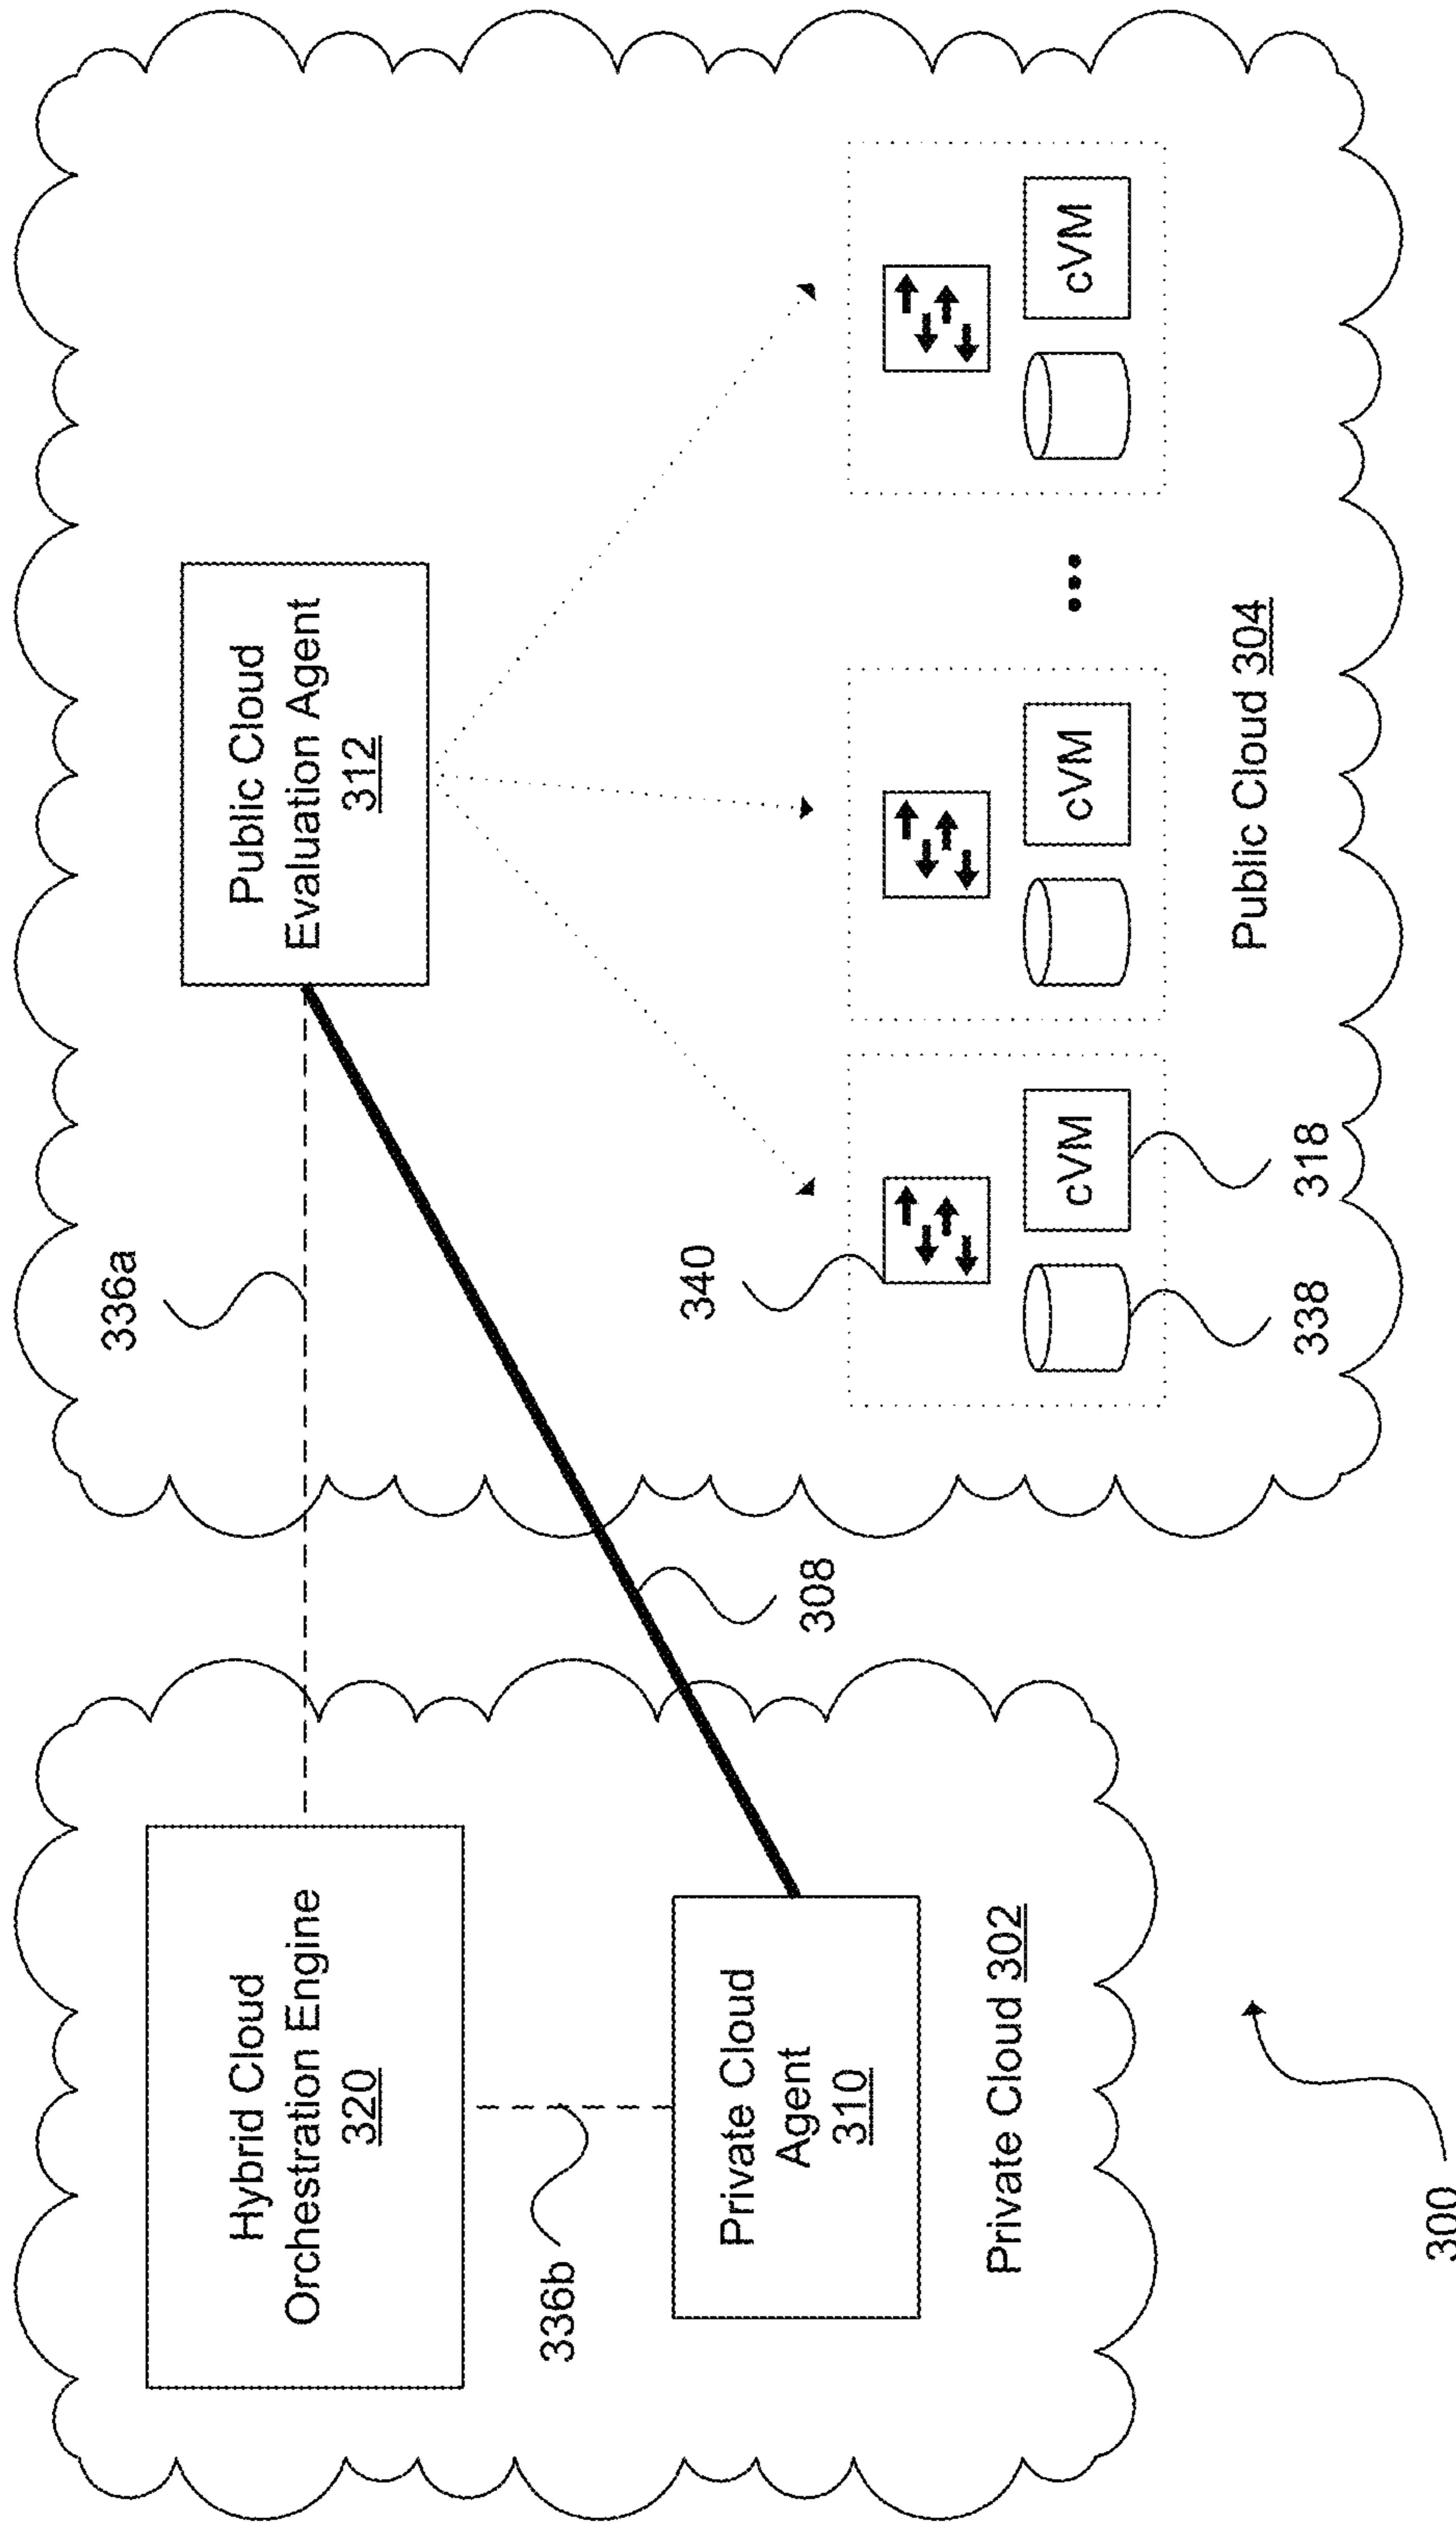 Hybrid Cloud
Orchestration Engine
320
336b
Private Cloud
Agent
310
Private Cloud 302
300
336a
308
Public Cloud
Evaluation Agent
312
340
cVM
cVM
cVM
338
318
•••
Public Cloud 304